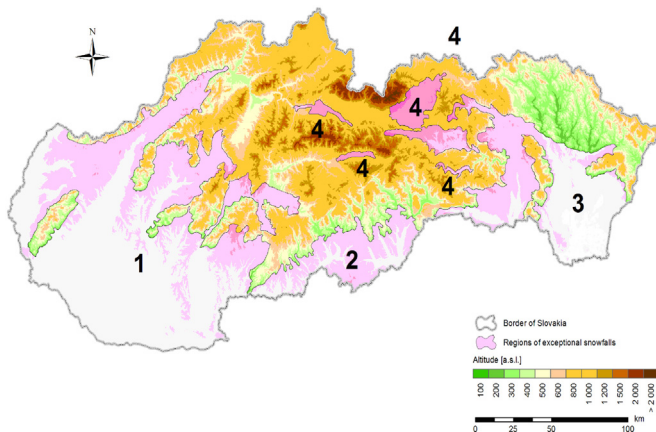 N
4
4
4
4
4
3
1
2
Border of Slovakia
Regions of exceptional snowfalls
Altitude [a.s.l.]
100
200
300
400
500
600
800
1 000
1 200
1 500
2 000
> 2 000
km
0 25 50 100